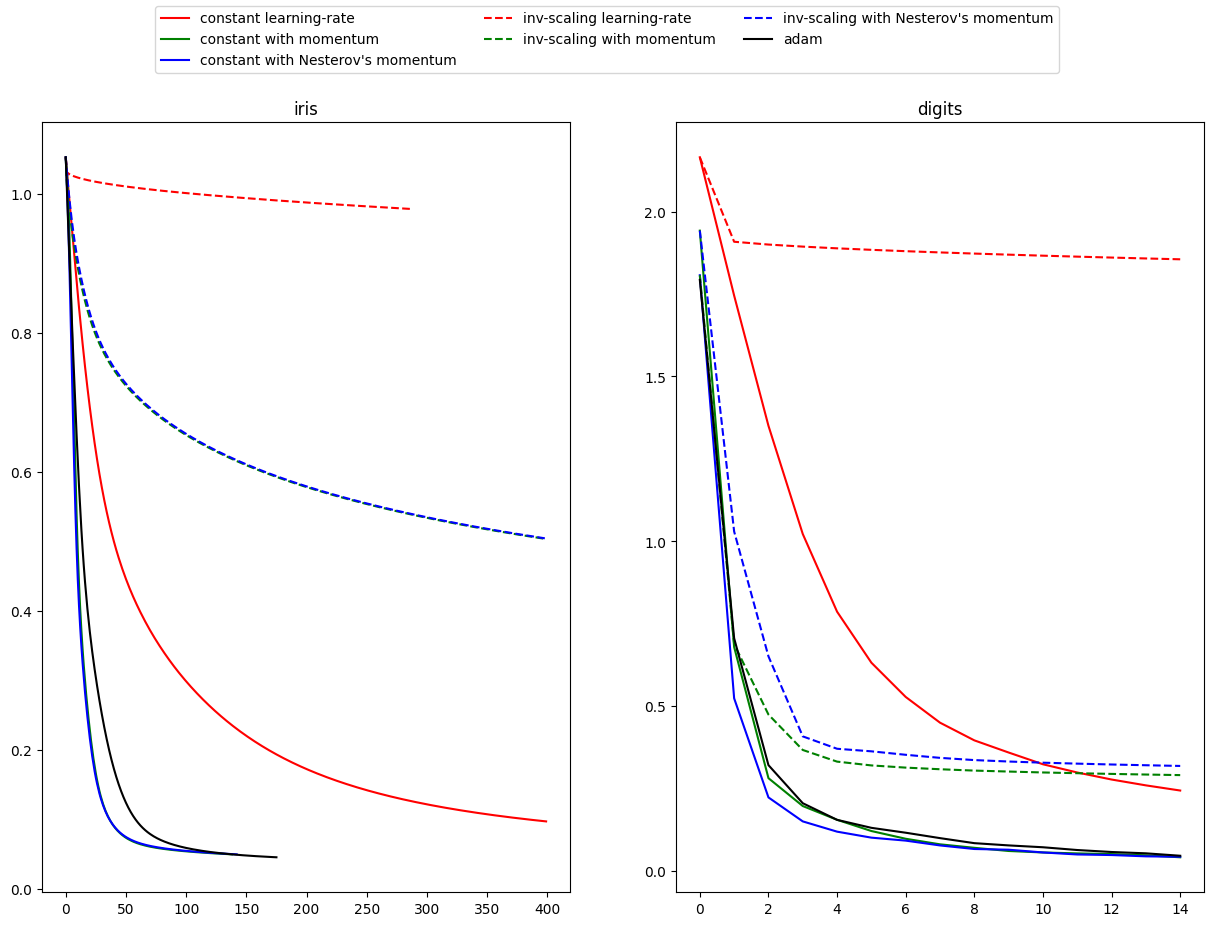 constant learning-rate
constant with momentum
constant with Nesterov's momentum
inv-scaling learning-rate
inv-scaling with momentum
inv-scaling with Nesterov's momentum
adam
iris
1.0
0.8
0.6
0.4
0.2
0.0
0 50 100 150 200 250 300 350 400
digits
2.0
1.5
1.0
0.5
0.0
0 2 4 6 8 10 12 14